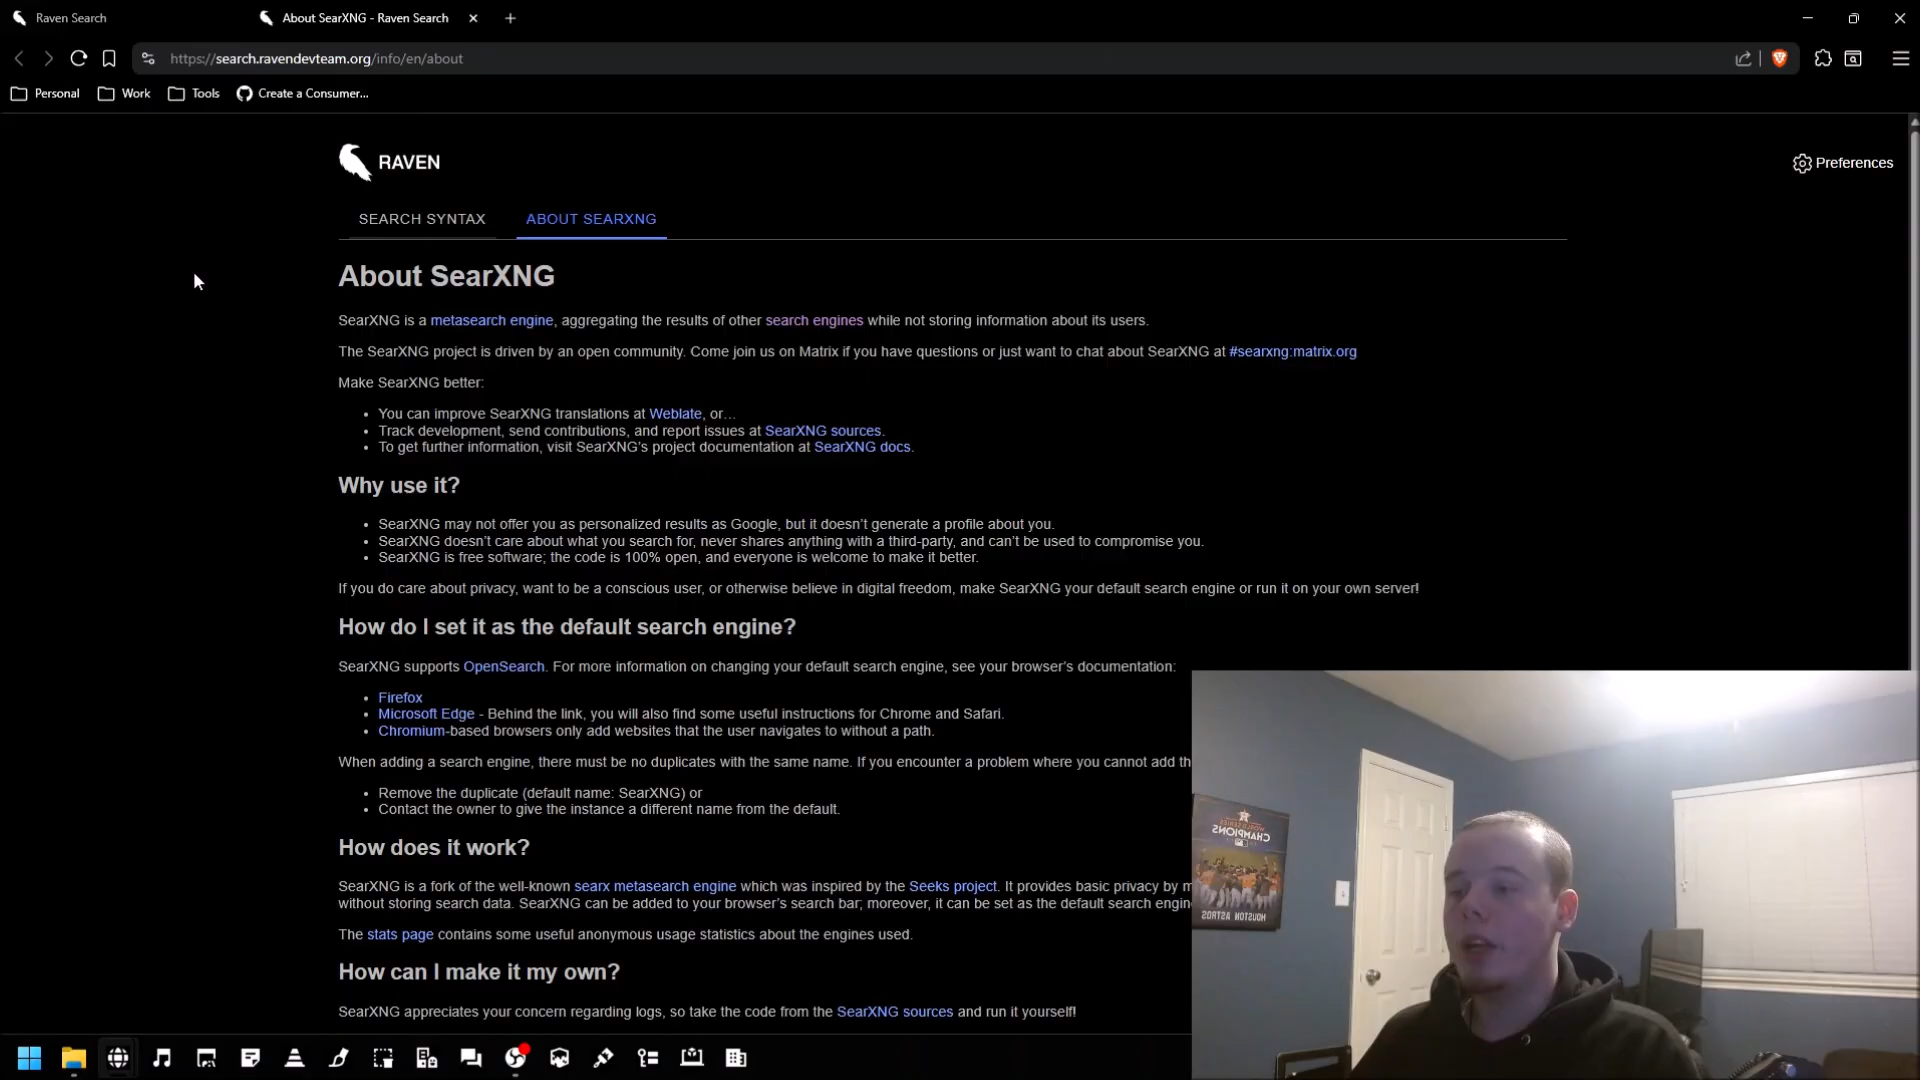 Raven Search
About SearXNG - Raven Search
https://search.ravendevteam.org/info/en/about
Personal
Work
Tools
Create a Consumer...
RAVEN
Preferences
SEARCH SYNTAX
ABOUT SEARXNG
About SearXNG
SearXNG is a metasearch engine, aggregating the results of other search engines while not storing information about its users.
The SearXNG project is driven by an open community. Come join us on Matrix if you have questions or just want to chat about SearXNG at #searxng:matrix.org
Make SearXNG better:
• You can improve SearXNG translations at Weblate, or…
• Track development, send contributions, and report issues at SearXNG sources.
• To get further information, visit SearXNG's project documentation at SearXNG docs.
Why use it?
• SearXNG may not offer you as personalized results as Google, but it doesn't generate a profile about you.
• SearXNG doesn't care about what you search for, never shares anything with a third-party, and can't be used to compromise you.
• SearXNG is free software; the code is 100% open, and everyone is welcome to make it better.
If you do care about privacy, want to be a conscious user, or otherwise believe in digital freedom, make SearXNG your default search engine or run it on your own server!
How do I set it as the default search engine?
SearXNG supports OpenSearch. For more information on changing your default search engine, see your browser's documentation:
• Firefox
• Microsoft Edge - Behind the link, you will also find some useful instructions for Chrome and Safari.
• Chromium-based browsers only add websites that the user navigates to without a path.
When adding a search engine, there must be no duplicates with the same name. If you encounter a problem where you cannot add th
• Remove the duplicate (default name: SearXNG) or
• Contact the owner to give the instance a different name from the default.
How does it work?
SearXNG is a fork of the well-known searx metasearch engine which was inspired by the Seeks project. It provides basic privacy by m
without storing search data. SearXNG can be added to your browser's search bar; moreover, it can be set as the default search engin
The stats page contains some useful anonymous usage statistics about the engines used.
How can I make it my own?
SearXNG appreciates your concern regarding logs, so take the code from the SearXNG sources and run it yourself!
WORLD SERIES
CHAMPIONS
HOUSTON ASTROS